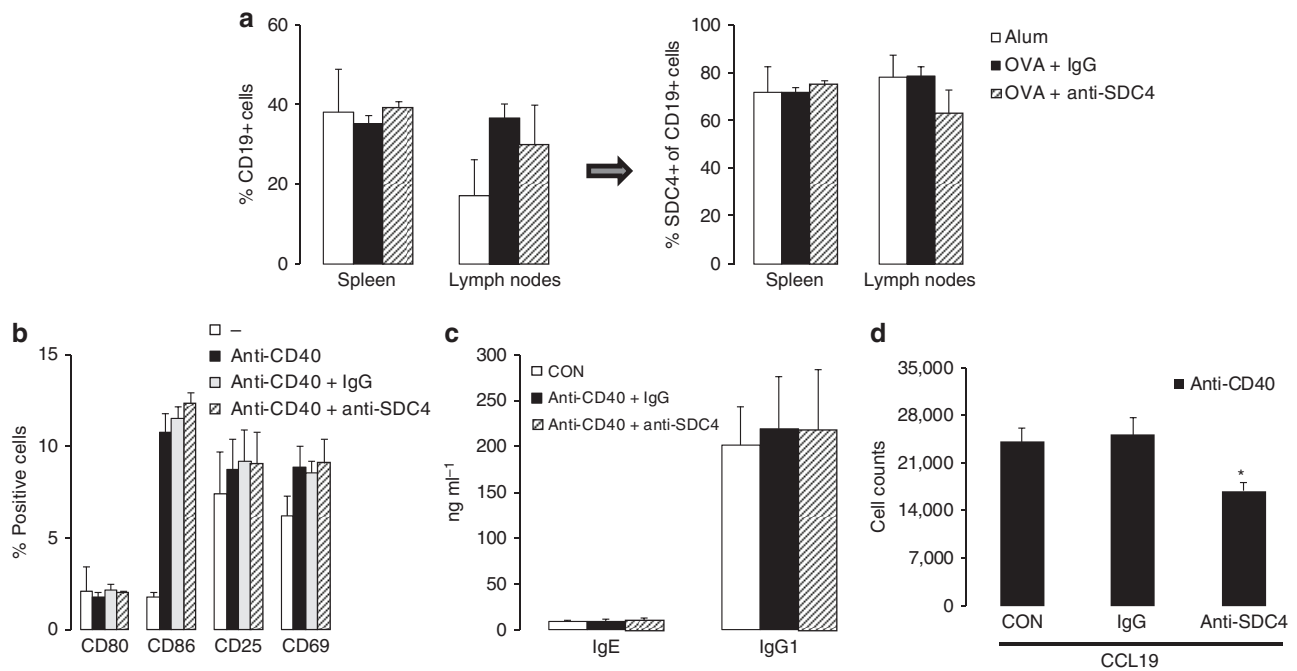 a
60
40
20
0
% CD19+ cells
Spleen
Lymph nodes
100
80
60
40
20
0
% SDC4+ of CD19+ cells
Spleen
Lymph nodes
Alum
OVA + IgG
OVA + anti-SDC4
b
–
Anti-CD40
Anti-CD40 + IgG
Anti-CD40 + anti-SDC4
15
10
5
0
% Positive cells
CD80
CD86
CD25
CD69
c
300
250
200
150
100
50
0
ng ml⁻¹
CON
Anti-CD40 + IgG
Anti-CD40 + anti-SDC4
IgE
IgG1
d
35,000
28,000
21,000
14,000
7,000
0
Cell counts
Anti-CD40
*
CON
IgG
Anti-SDC4
CCL19